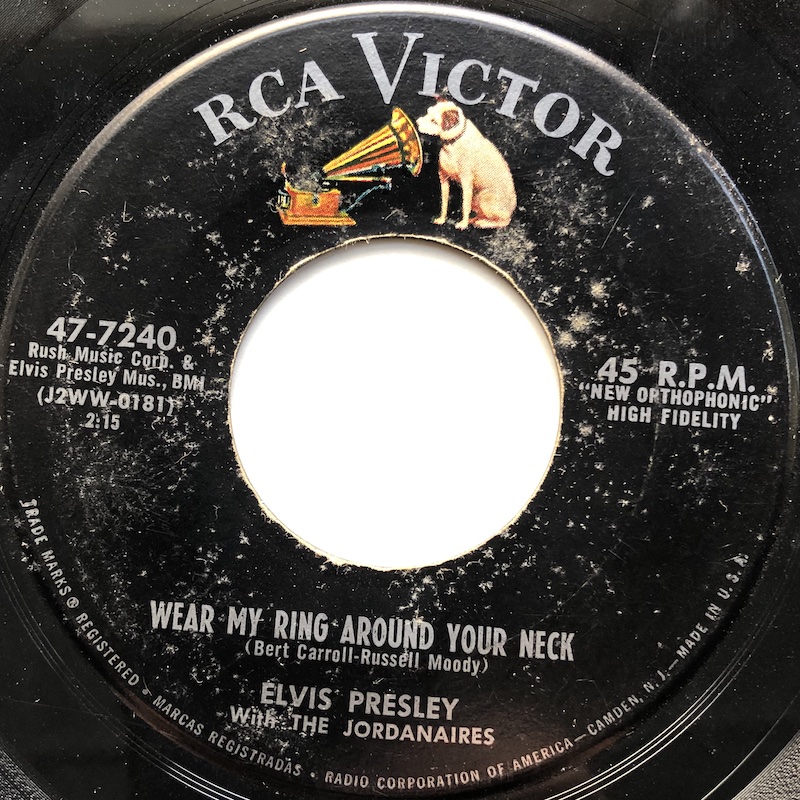 RCA VICTOR
47-7240
Rush Music Corp. &
Elvis Presley Mus., BMI
(J2WW-0181)
2:15
45 R.P.M.
"NEW ORTHOPHONIC"
HIGH FIDELITY
WEAR MY RING AROUND YOUR NECK
(Bert Carroll-Russell Moody)
ELVIS PRESLEY
With THE JORDANAIRES
TRADE MARKS ® REGISTERED • MARCAS REGISTRADAS • RADIO CORPORATION OF AMERICA—CAMDEN, N. J.—MADE IN U.S.A.